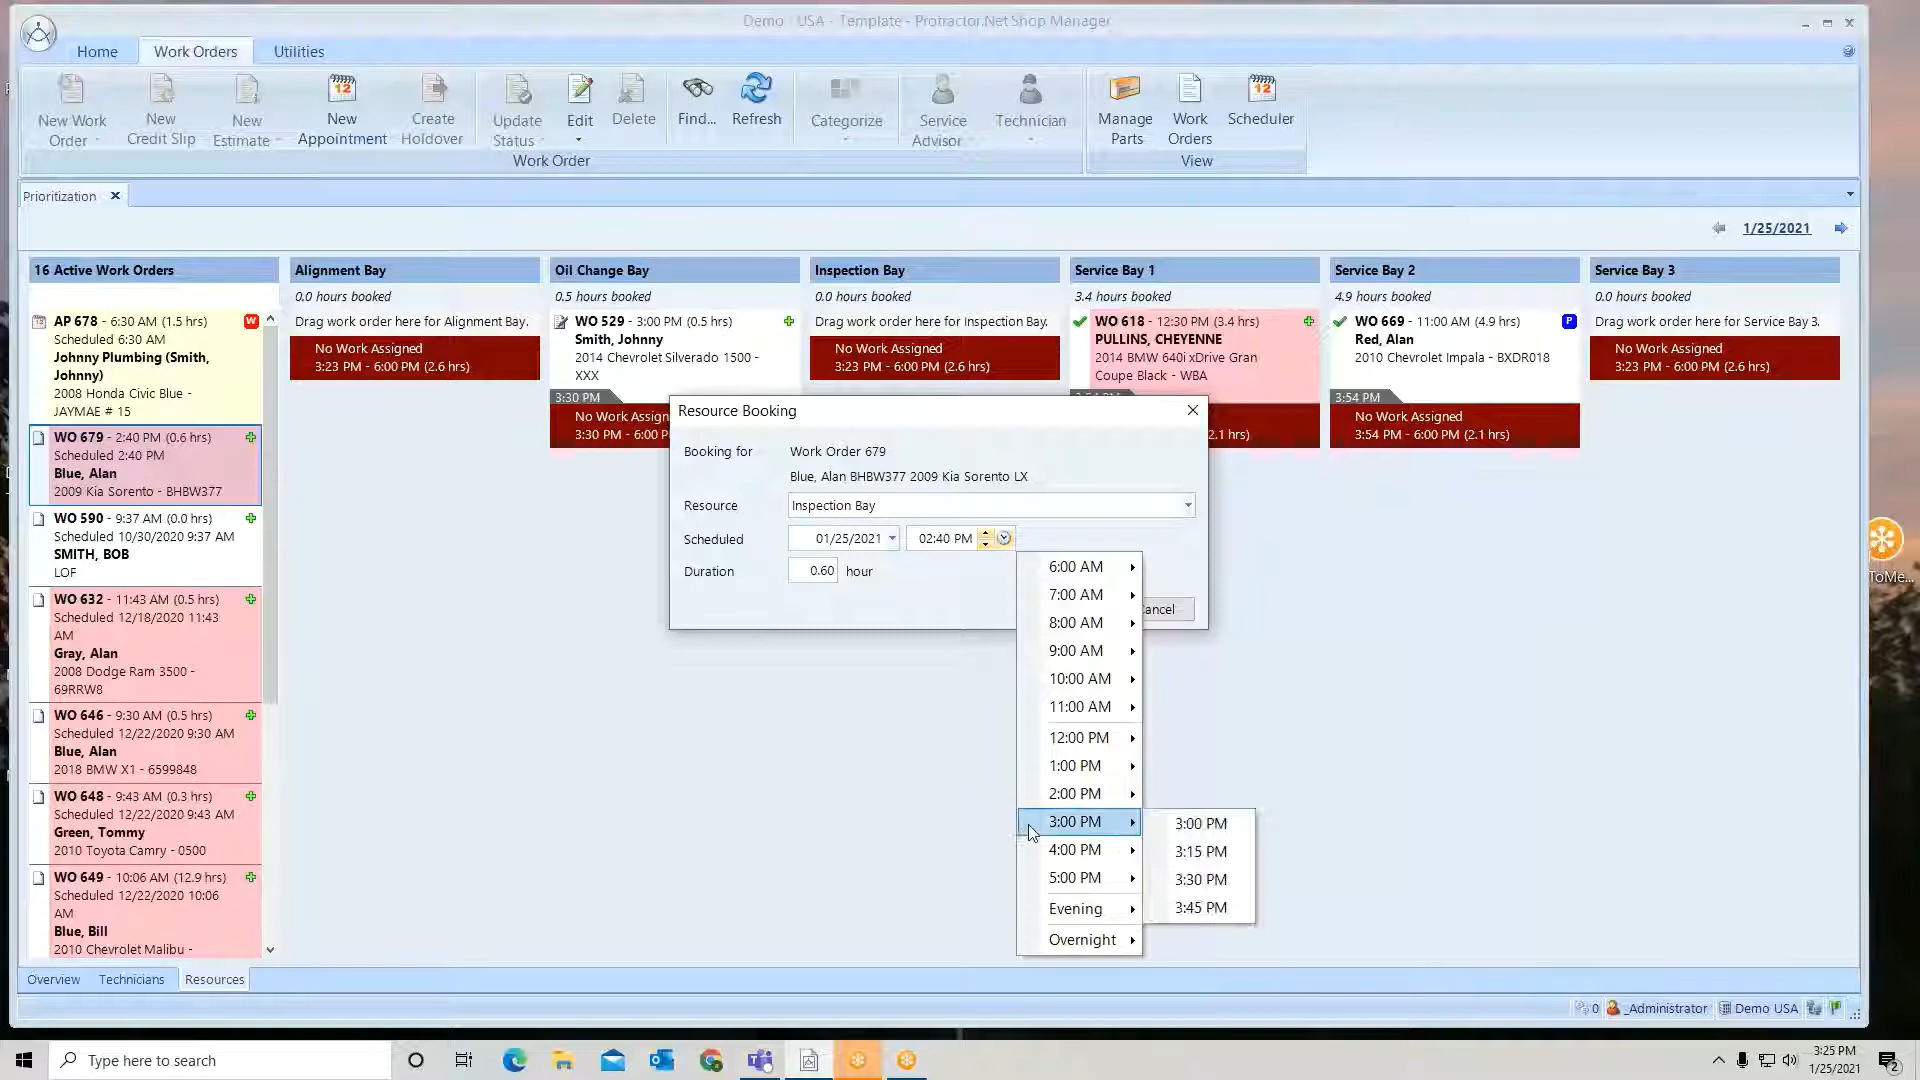 Demo - USA - Template - Protractor.Net Shop Manager
Home
Work Orders
Utilities
New Work
Order
New
Credit Slip
New
Estimate
New
Appointment
Create
Holdover
Update
Status
Edit
Delete
Find...
Refresh
Categorize
Service
Advisor
Technician
Manage
Parts
Work
Orders
Scheduler
Work Order
View
Prioritization
1/25/2021
16 Active Work Orders
AP 678 - 6:30 AM (1.5 hrs)
W
Scheduled 6:30 AM
Johnny Plumbing (Smith,
Johnny)
2008 Honda Civic Blue -
JAYMAE # 15
WO 679 - 2:40 PM (0.6 hrs)
Scheduled 2:40 PM
Blue, Alan
2009 Kia Sorento - BHBW377
WO 590 - 9:37 AM (0.0 hrs)
Scheduled 10/30/2020 9:37 AM
SMITH, BOB
LOF
WO 632 - 11:43 AM (0.5 hrs)
Scheduled 12/18/2020 11:43
AM
Gray, Alan
2008 Dodge Ram 3500 -
69RRW8
WO 646 - 9:30 AM (0.5 hrs)
Scheduled 12/22/2020 9:30 AM
Blue, Alan
2018 BMW X1 - 6599848
WO 648 - 9:43 AM (0.3 hrs)
Scheduled 12/22/2020 9:43 AM
Green, Tommy
2010 Toyota Camry - 0500
WO 649 - 10:06 AM (12.9 hrs)
Scheduled 12/22/2020 10:06
AM
Blue, Bill
2010 Chevrolet Malibu -
Alignment Bay
0.0 hours booked
Drag work order here for Alignment Bay.
No Work Assigned
3:23 PM - 6:00 PM (2.6 hrs)
Oil Change Bay
0.5 hours booked
WO 529 - 3:00 PM (0.5 hrs)
Smith, Johnny
2014 Chevrolet Silverado 1500 -
XXX
3:30 PM
No Work Assign
3:30 PM - 6:00 P
Inspection Bay
0.0 hours booked
Drag work order here for Inspection Bay.
No Work Assigned
3:23 PM - 6:00 PM (2.6 hrs)
Service Bay 1
3.4 hours booked
WO 618 - 12:30 PM (3.4 hrs)
PULLINS, CHEYENNE
2014 BMW 640i xDrive Gran
Coupe Black - WBA
2.1 hrs)
Service Bay 2
4.9 hours booked
WO 669 - 11:00 AM (4.9 hrs)
P
Red, Alan
2010 Chevrolet Impala - BXDR018
3:54 PM
No Work Assigned
3:54 PM - 6:00 PM (2.1 hrs)
Service Bay 3
0.0 hours booked
Drag work order here for Service Bay 3.
No Work Assigned
3:23 PM - 6:00 PM (2.6 hrs)
Resource Booking
Booking for
Work Order 679
Blue, Alan BHBW377 2009 Kia Sorento LX
Resource
Inspection Bay
Scheduled
01/25/2021
02:40 PM
Duration
0.60
hour
ancel
6:00 AM
7:00 AM
8:00 AM
9:00 AM
10:00 AM
11:00 AM
12:00 PM
1:00 PM
2:00 PM
3:00 PM
4:00 PM
5:00 PM
Evening
Overnight
3:00 PM
3:15 PM
3:30 PM
3:45 PM
ToMe...
Overview
Technicians
Resources
0
_Administrator
Demo USA
Type here to search
3:25 PM
1/25/2021
2